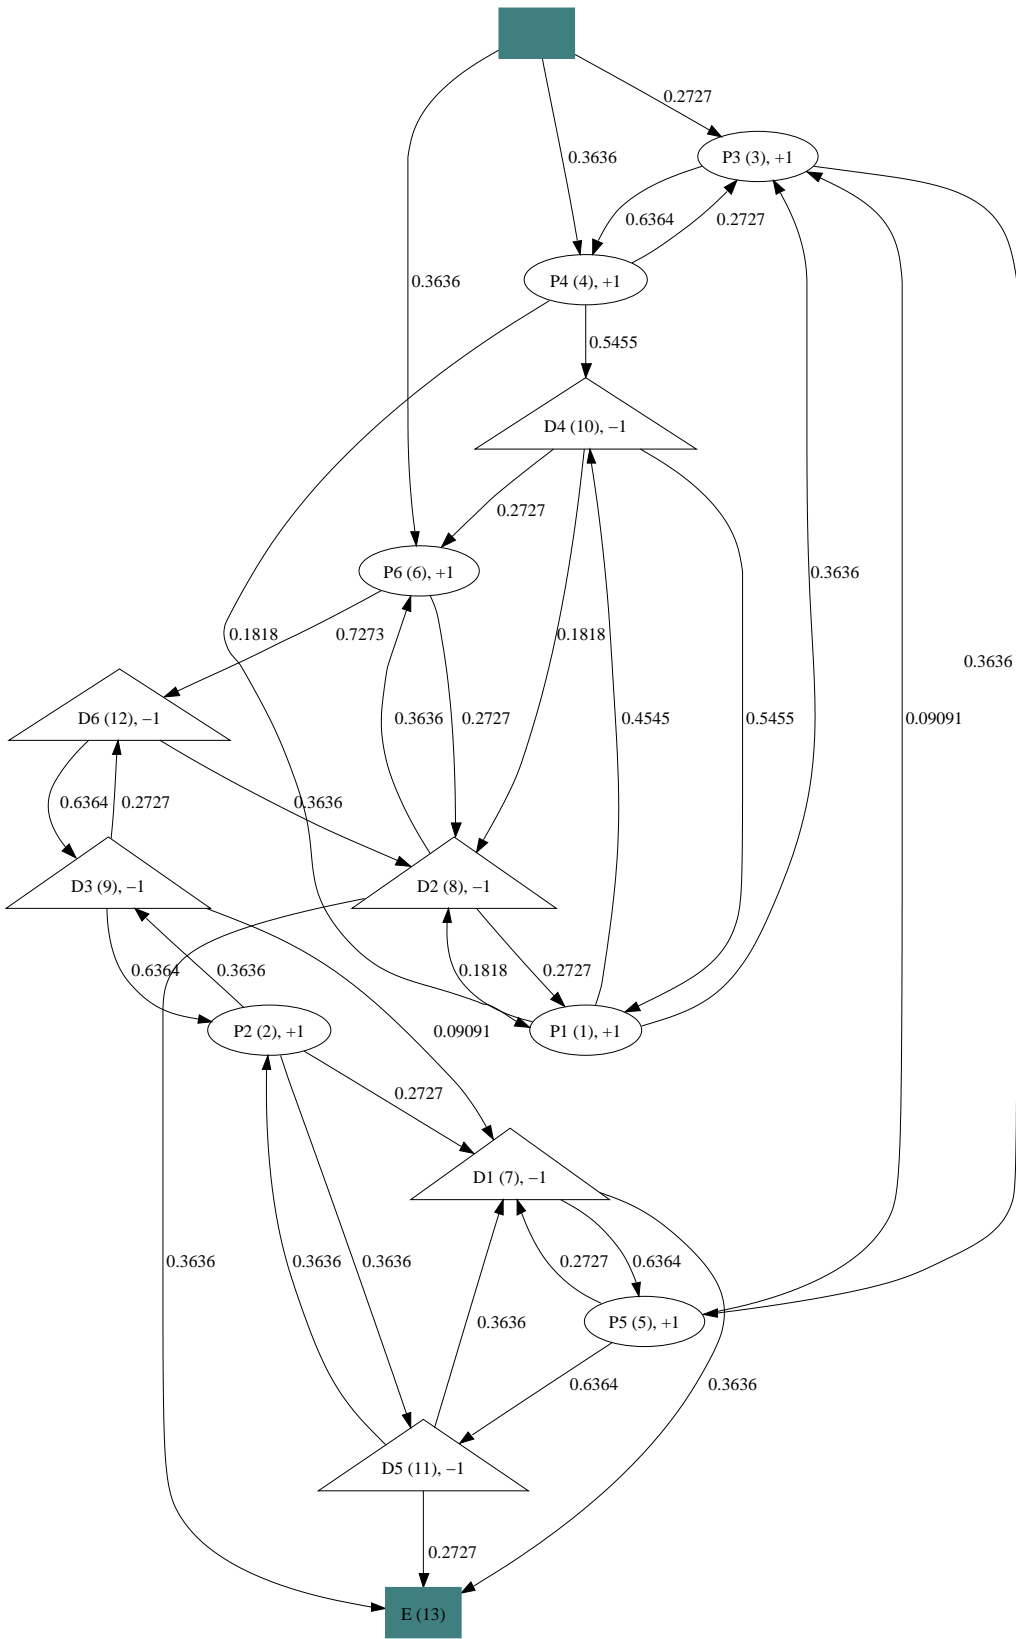 0.2727
P3 (3), +1
0.3636
0.6364
0.2727
P4 (4), +1
0.3636
0.5455
D4 (10), −1
0.2727
P6 (6), +1
0.3636
0.1818
0.7273
0.1818
0.3636
D6 (12), −1
0.3636
0.2727
0.4545
0.5455
0.09091
0.6364
0.2727
0.3636
D3 (9), −1
D2 (8), −1
0.6364
0.3636
0.1818
0.2727
P2 (2), +1
0.09091
P1 (1), +1
0.2727
D1 (7), −1
0.3636
0.3636
0.3636
0.2727
0.6364
0.3636
P5 (5), +1
0.6364
0.3636
D5 (11), −1
0.2727
E (13)